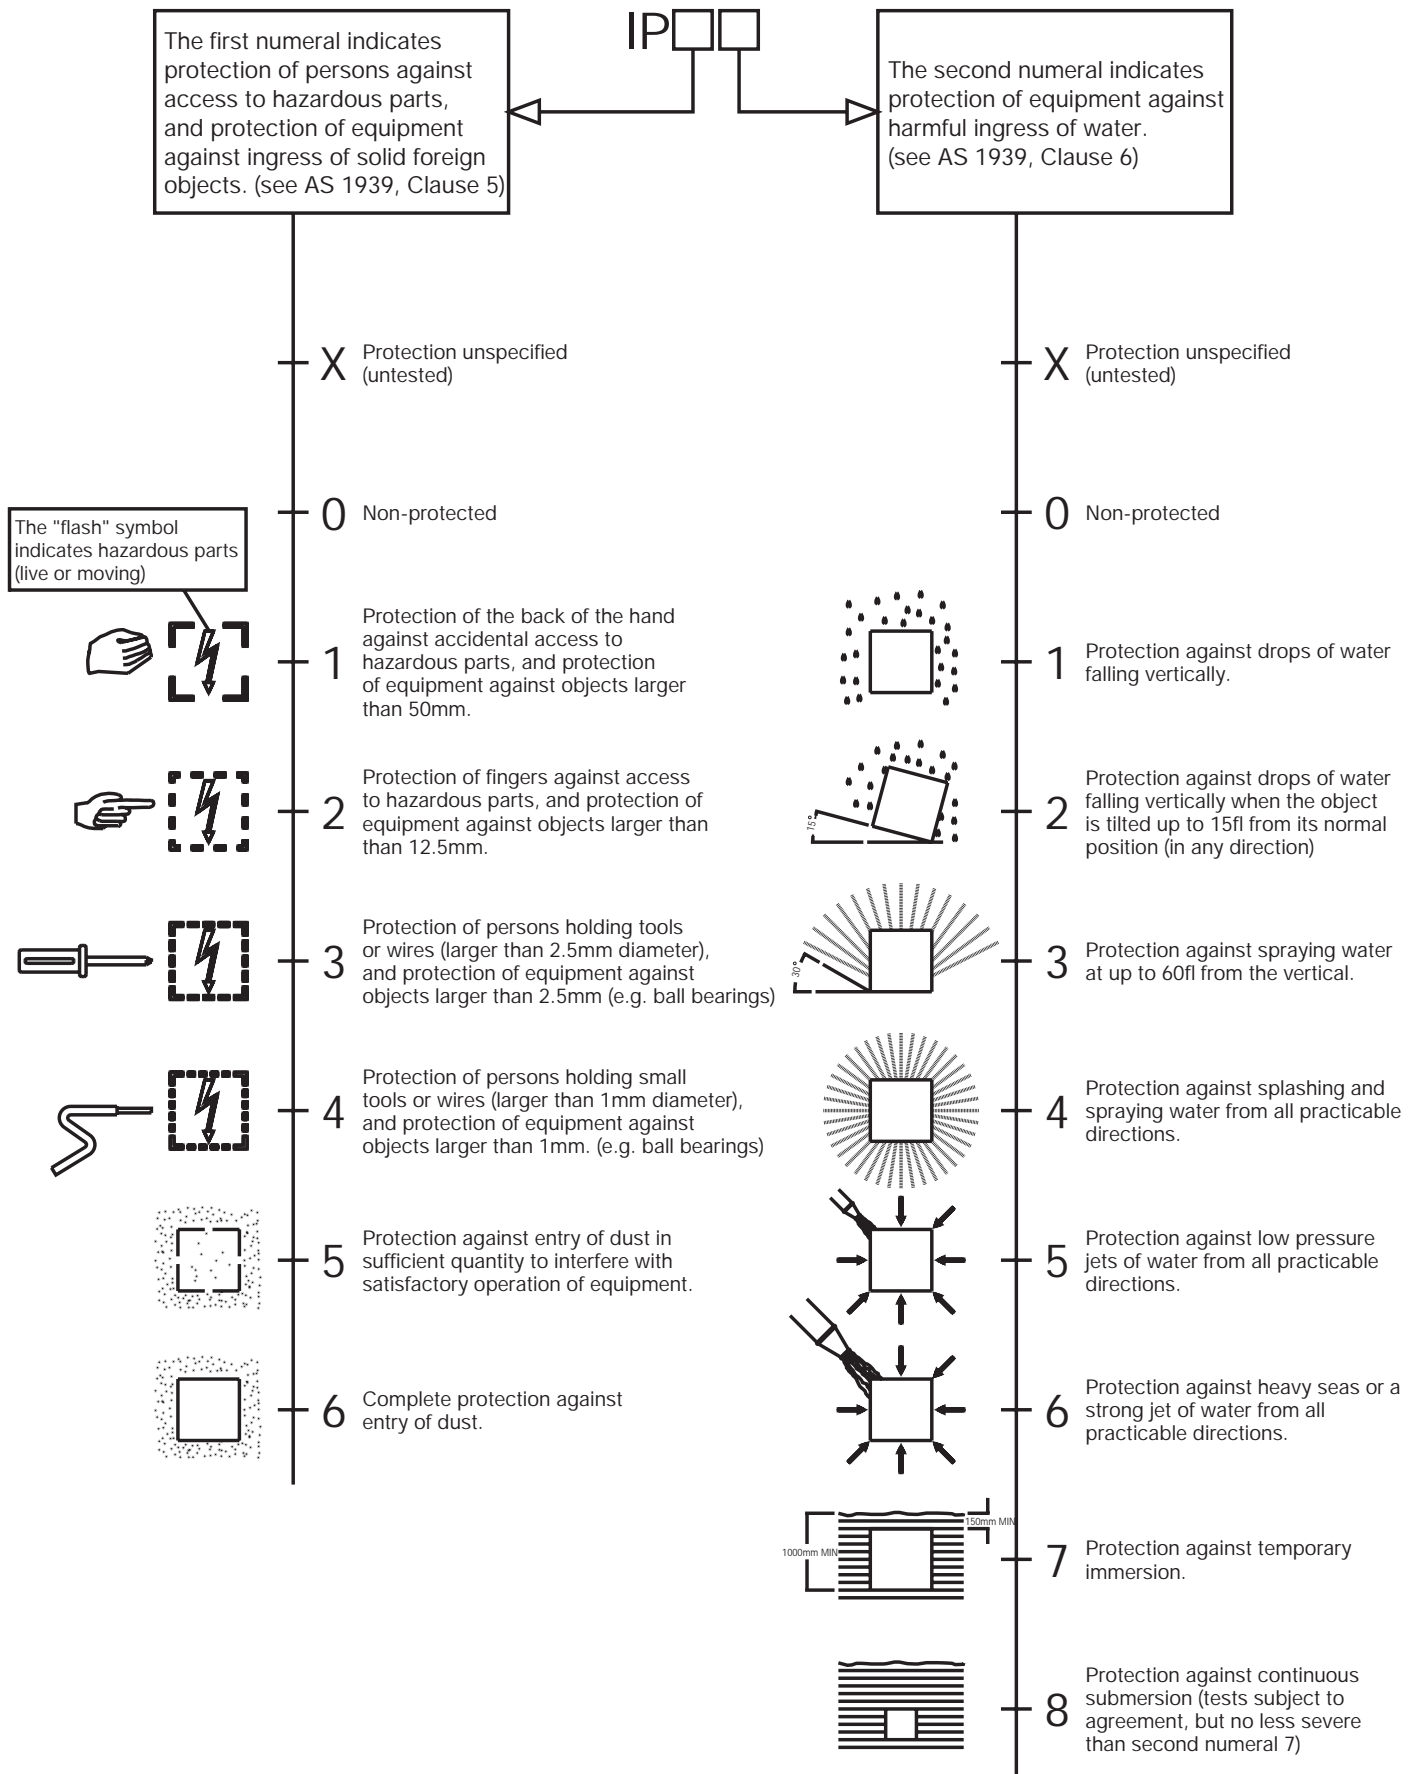 IP
The first numeral indicates
protection of persons against
access to hazardous parts,
and protection of equipment
against ingress of solid foreign
objects. (see AS 1939, Clause 5)
The second numeral indicates
protection of equipment against
harmful ingress of water.
(see AS 1939, Clause 6)
X
Protection unspecified
(untested)
0
Non-protected
The "flash" symbol
indicates hazardous parts
(live or moving)
1
Protection of the back of the hand
against accidental access to
hazardous parts, and protection
of equipment against objects larger
than 50mm.
2
Protection of fingers against access
to hazardous parts, and protection of
equipment against objects larger than
than 12.5mm.
3
Protection of persons holding tools
or wires (larger than 2.5mm diameter),
and protection of equipment against
objects larger than 2.5mm (e.g. ball bearings)
4
Protection of persons holding small
tools or wires (larger than 1mm diameter),
and protection of equipment against
objects larger than 1mm. (e.g. ball bearings)
5
Protection against entry of dust in
sufficient quantity to interfere with
satisfactory operation of equipment.
6
Complete protection against
entry of dust.
X
Protection unspecified
(untested)
0
Non-protected
1
Protection against drops of water
falling vertically.
15°
2
Protection against drops of water
falling vertically when the object
is tilted up to 15fl from its normal
position (in any direction)
30°
3
Protection against spraying water
at up to 60fl from the vertical.
4
Protection against splashing and
spraying water from all practicable
directions.
5
Protection against low pressure
jets of water from all practicable
directions.
6
Protection against heavy seas or a
strong jet of water from all
practicable directions.
150mm MIN
1000mm MIN
7
Protection against temporary
immersion.
8
Protection against continuous
submersion (tests subject to
agreement, but no less severe
than second numeral 7)